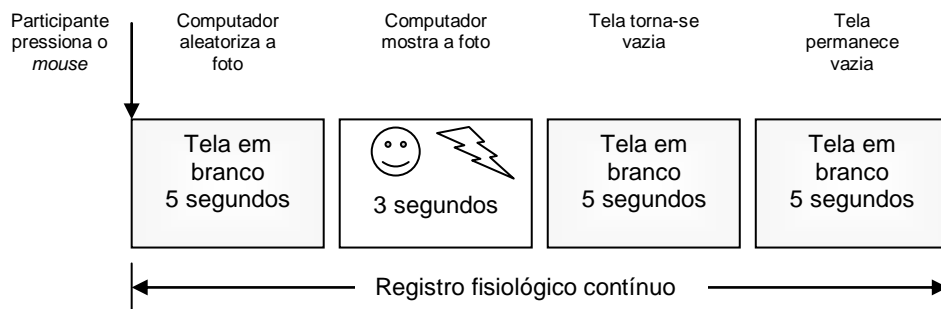 Participante
pressiona o
mouse
Computador
aleatoriza a
foto
Computador
mostra a foto
Tela torna-se
vazia
Tela
permanece
vazia
Tela em
branco
5 segundos
3 segundos
Tela em
branco
5 segundos
Tela em
branco
5 segundos
Registro fisiológico contínuo